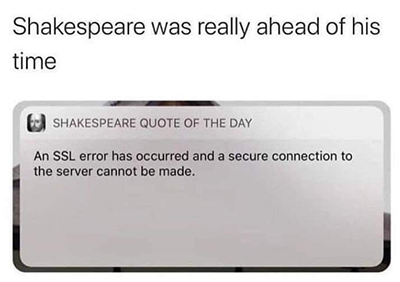 Shakespeare was really ahead of his
time
SHAKESPEARE QUOTE OF THE DAY
An SSL error has occurred and a secure connection to
the server cannot be made.